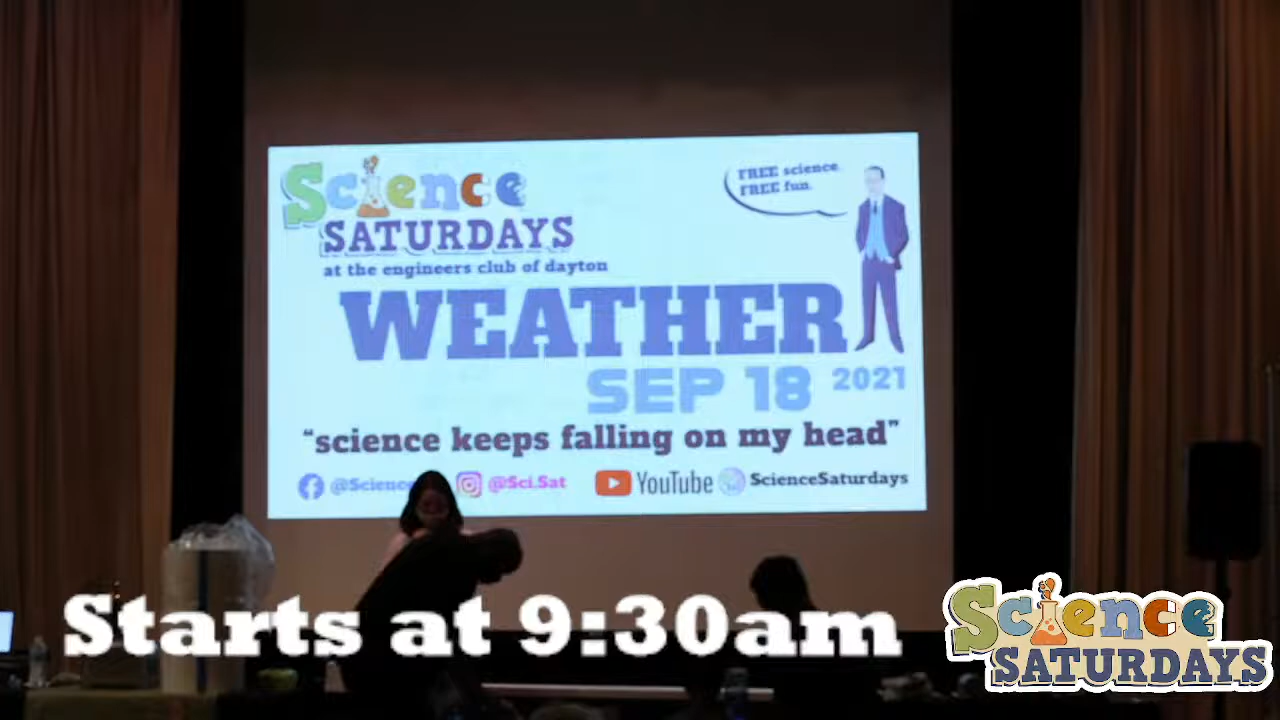 Science
SATURDAYS
at the engineers club of dayton
FREE science.
FREE fun.
WEATHER
SEP 18 2021
"science keeps falling on my head"
@Science
@Sci.Sat
YouTube
ScienceSaturdays
Starts at 9:30am
Science
SATURDAYS